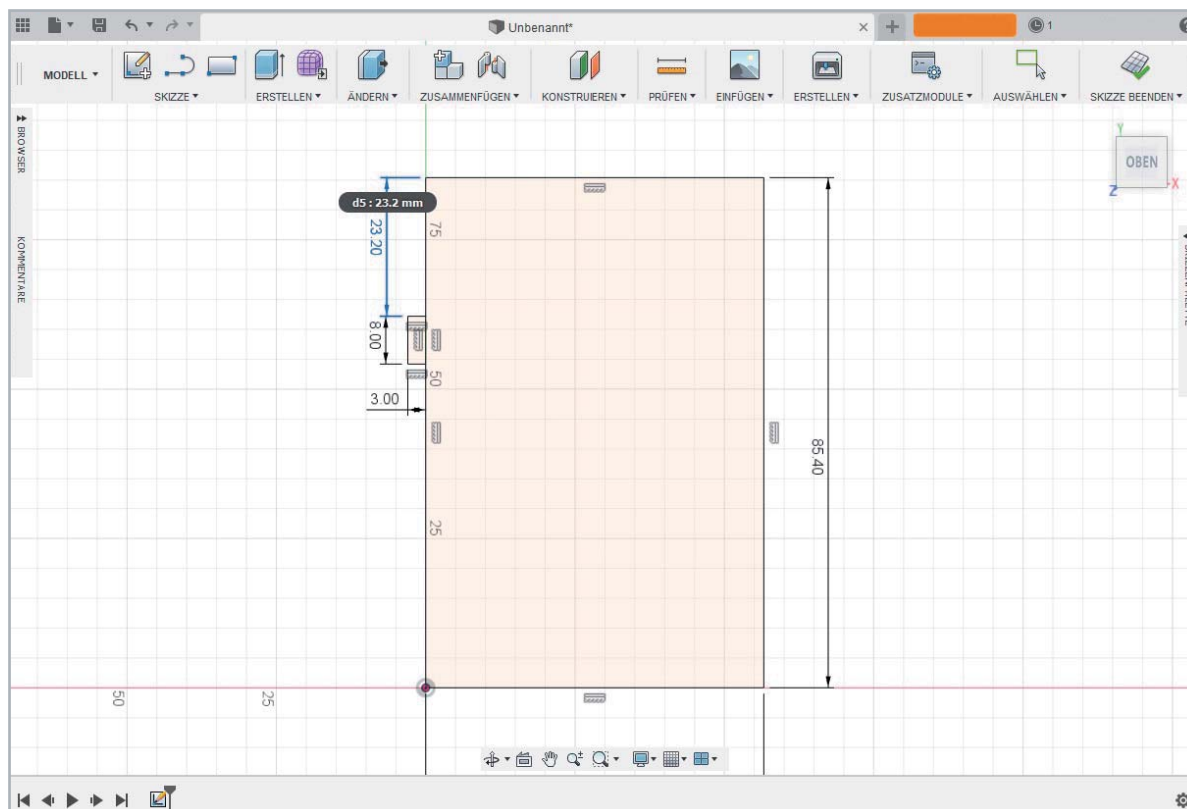 Unbenannt*
1
MODELL
SKIZZE
ERSTELLEN
ÄNDERN
ZUSAMMENFÜGEN
KONSTRUIEREN
PRÜFEN
EINFÜGEN
ERSTELLEN
ZUSATZMODULE
AUSWÄHLEN
SKIZZE BEENDEN
BROWSER
KOMMENTARE
Y
OBEN
Z
-X
d5 : 23.2 mm
23.20
75
8.00
50
3.00
85.40
25
50
25